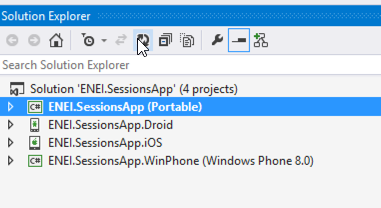 Solution Explorer
Search Solution Explorer
Solution 'ENEI.SessionsApp' (4 projects)
C# ENEI.SessionsApp (Portable)
ENEI.SessionsApp.Droid
ENEI.SessionsApp.iOS
C# ENEI.SessionsApp.WinPhone (Windows Phone 8.0)